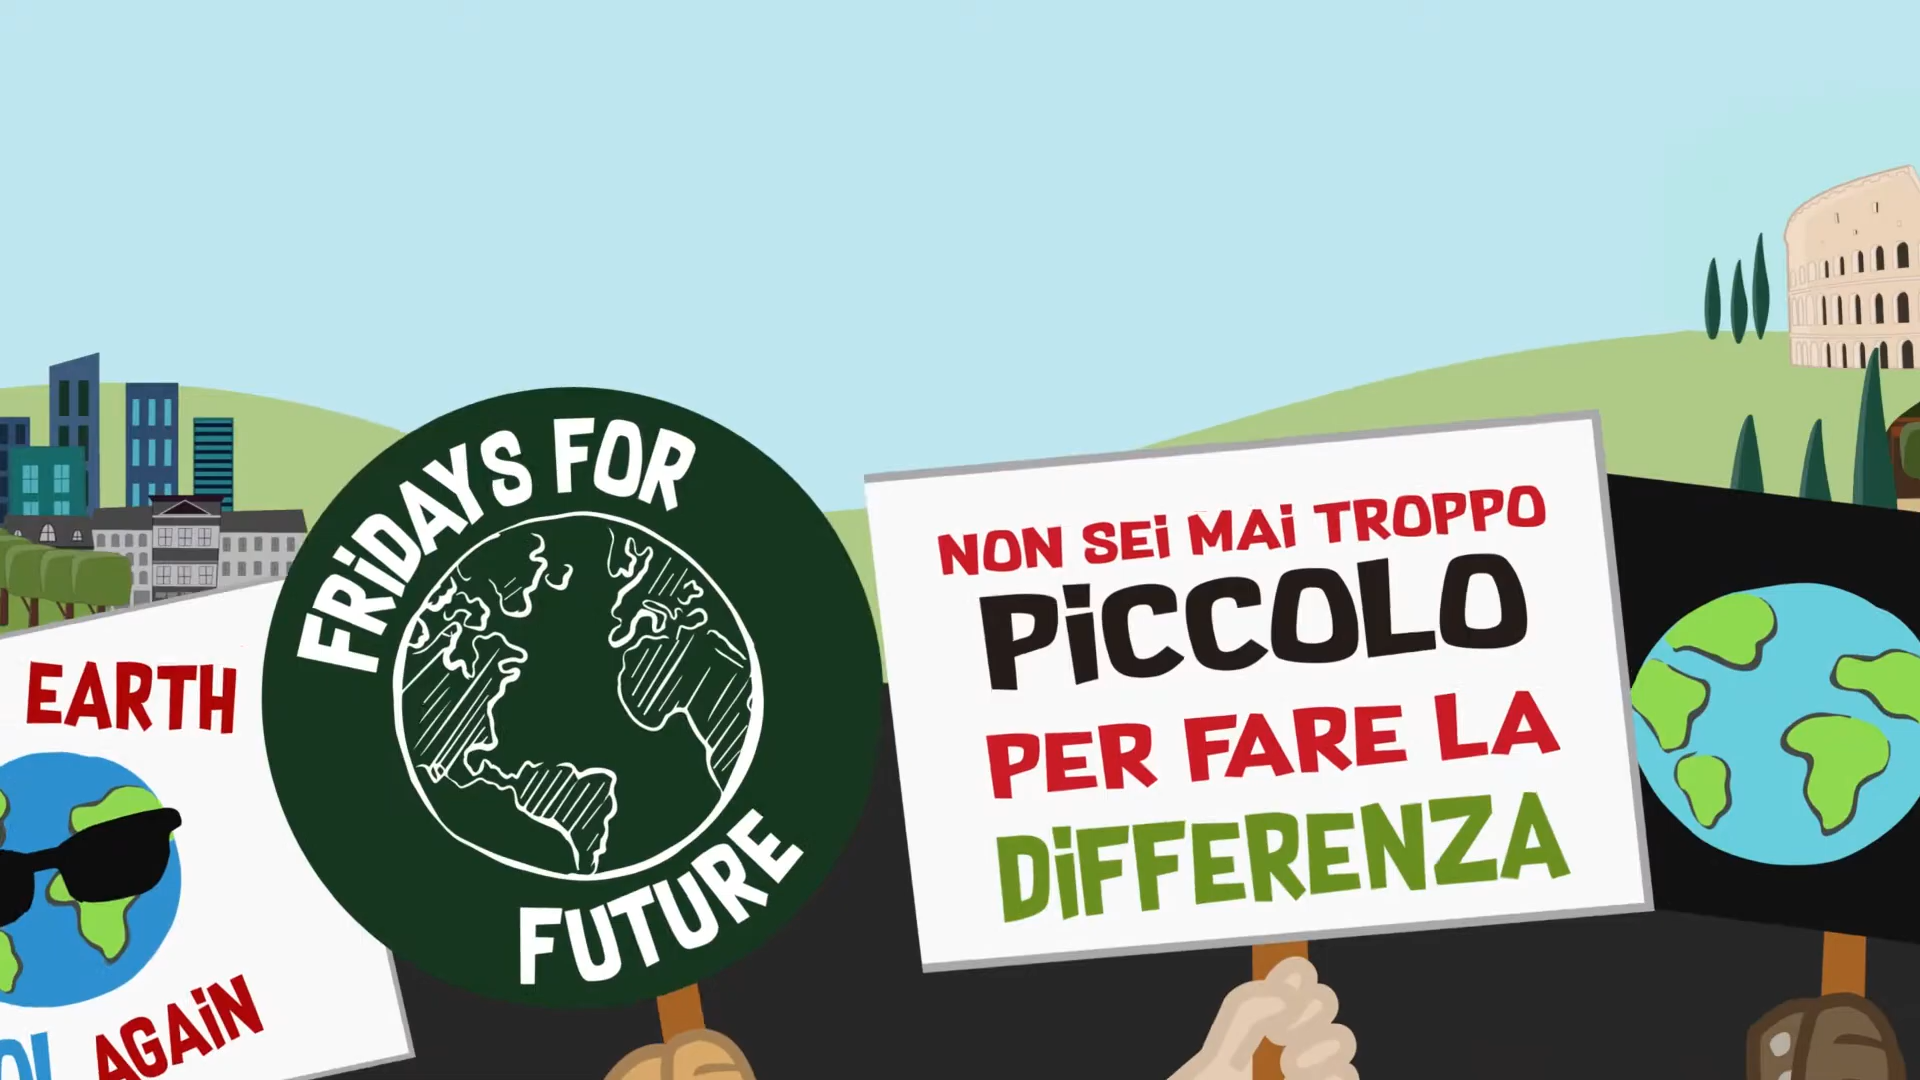 EARTH
AGAiN
FRiDAYS FOR
FUTURE
NON SEi MAi TROPPO
PiCCOLO
PER FARE LA
DiFFERENZA